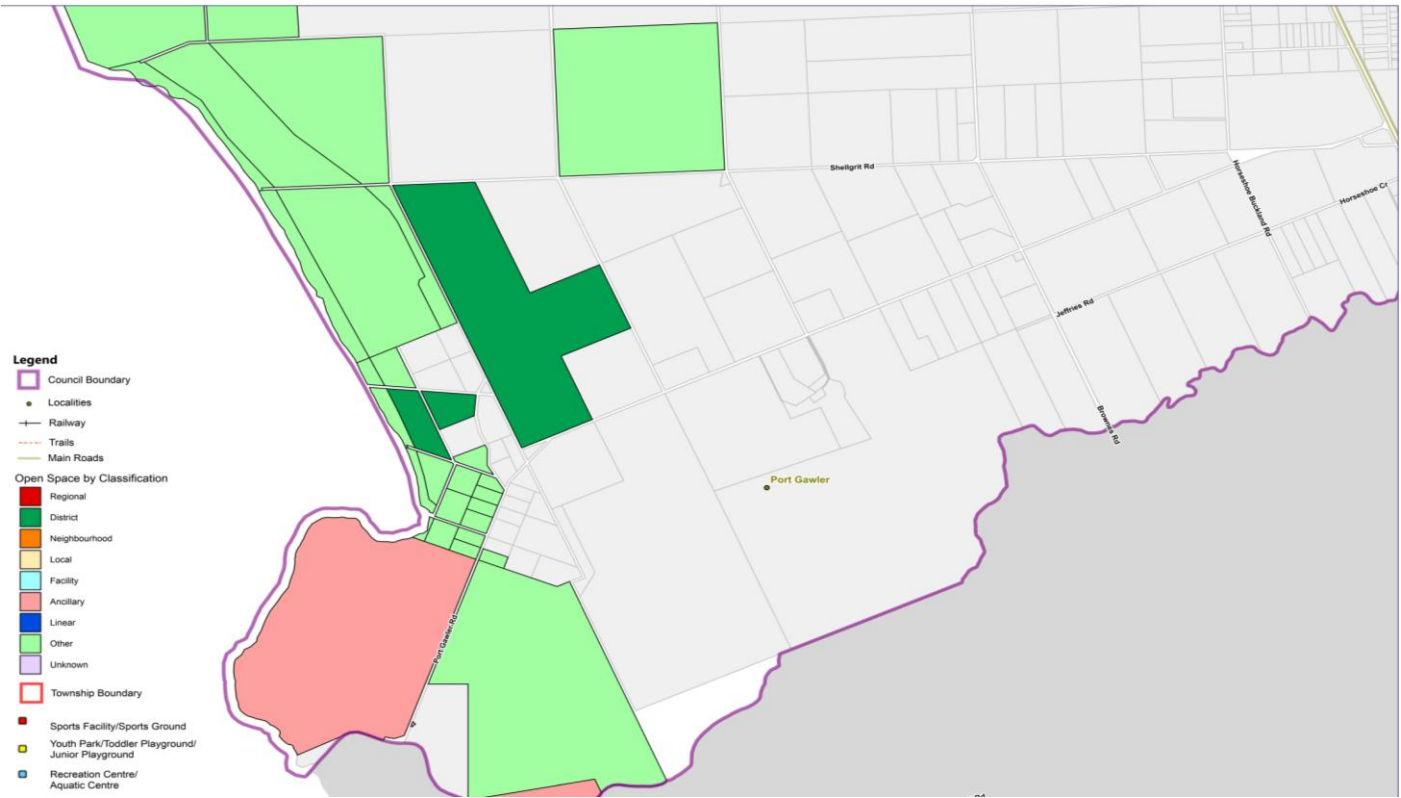 Shellgrit Rd
Horseshoe Buckland Rd
Horseshoe Cr
Jeffries Rd
Brownes Rd
Port Gawler
Port Gawler Rd
Legend
Council Boundary
Localities
Railway
Trails
Main Roads
Open Space by Classification
Regional
District
Neighbourhood
Local
Facility
Ancillary
Linear
Other
Unknown
Township Boundary
Sports Facility/Sports Ground
Youth Park/Toddler Playground/
Junior Playground
Recreation Centre/
Aquatic Centre